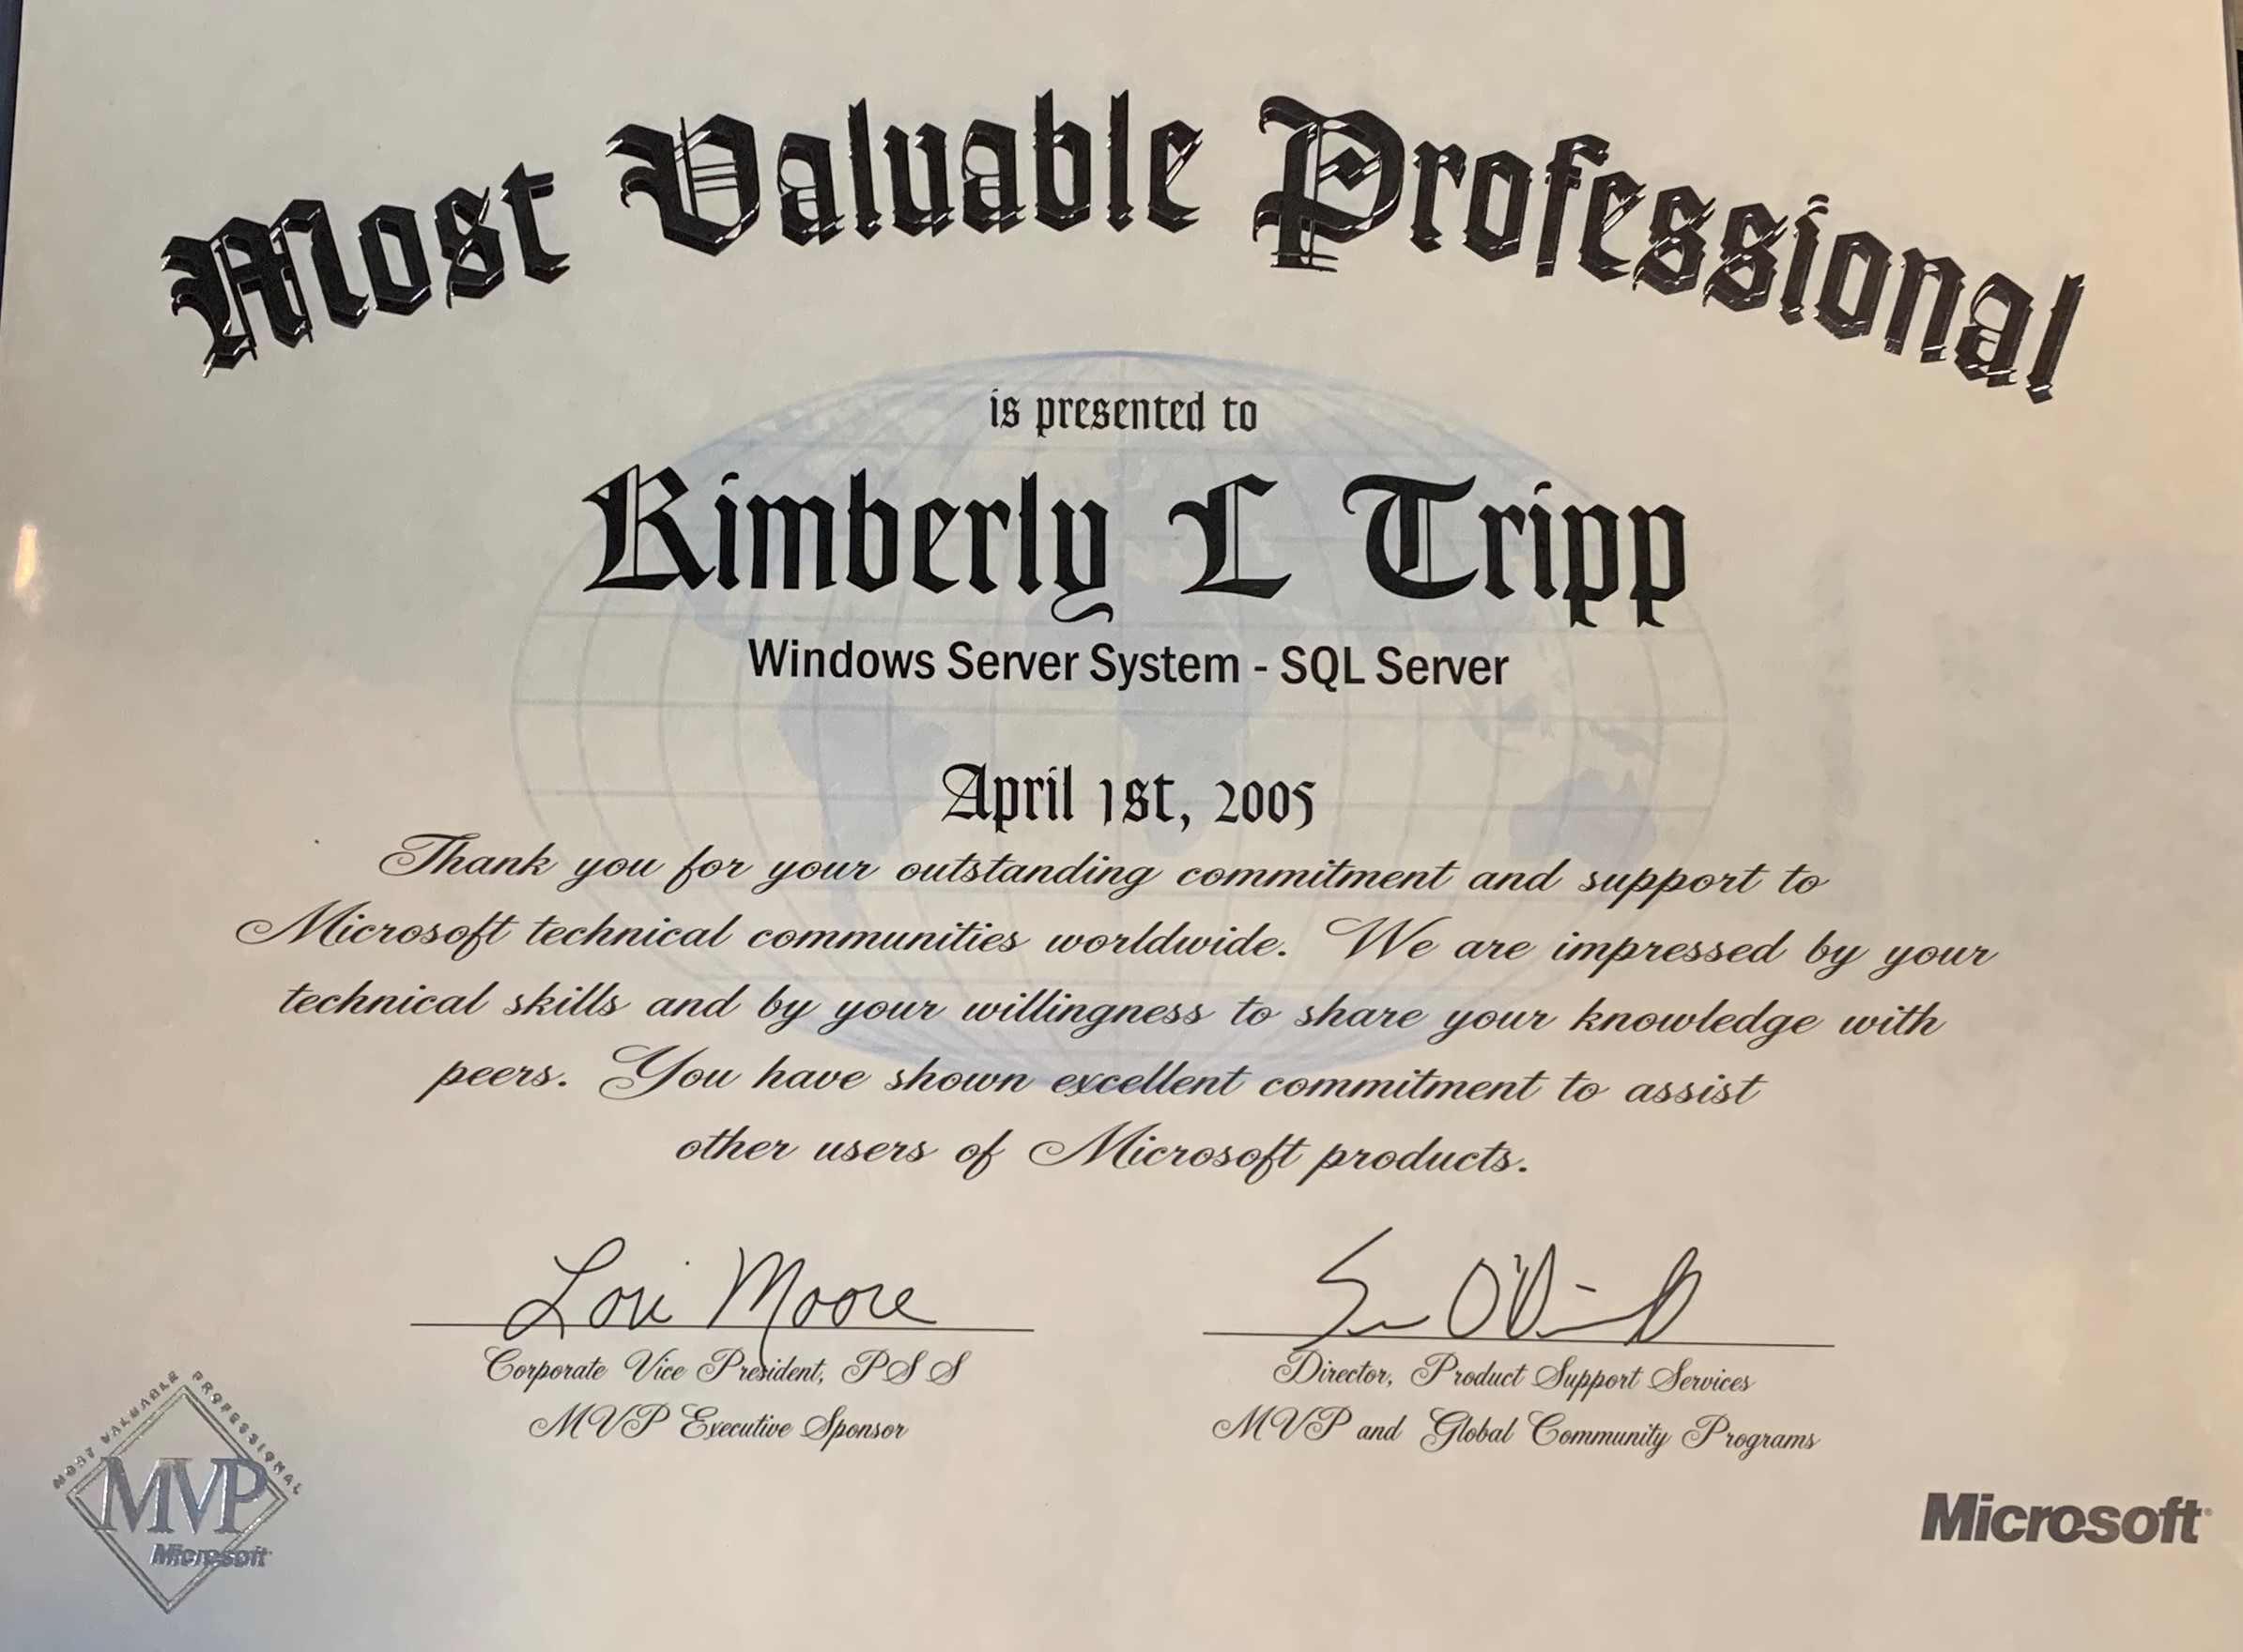 Most Valuable Professional
is presented to
Kimberly L Tripp
Windows Server System - SQL Server
April 1st, 2005
Thank you for your outstanding commitment and support to
Microsoft technical communities worldwide. We are impressed by your
technical skills and by your willingness to share your knowledge with
peers. You have shown excellent commitment to assist
other users of Microsoft products.
Lori Moore
Corporate Vice President, PSS
MVP Executive Sponsor
Director, Product Support Services
MVP and Global Community Programs
MOST VALUABLE PROFESSIONAL
MVP
Microsoft
Microsoft